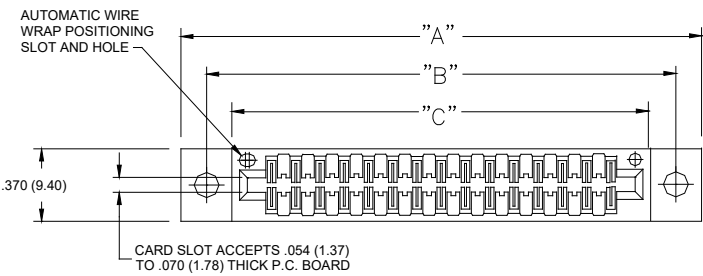 AUTOMATIC WIRE
WRAP POSITIONING
SLOT AND HOLE
"A"
"B"
"C"
.370 (9.40)
CARD SLOT ACCEPTS .054 (1.37)
TO .070 (1.78) THICK P.C. BOARD